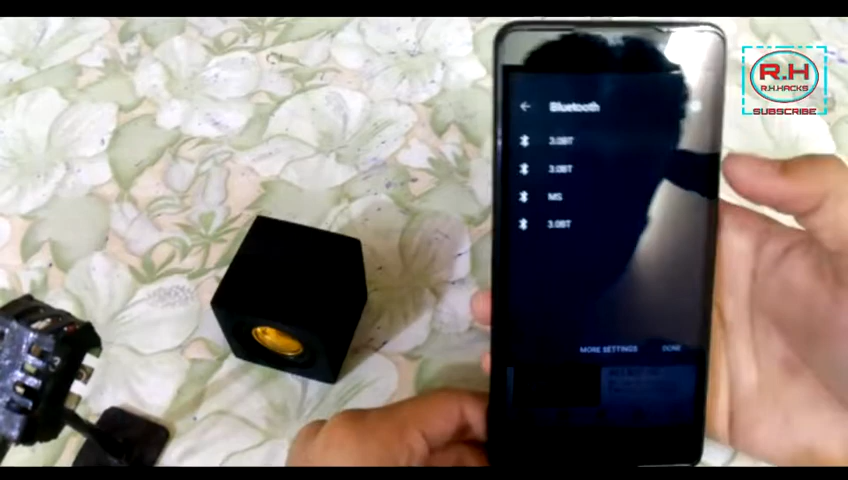 R.H
R.H.HACKS
SUBSCRIBE
Bluetooth
3.0BT
3.0BT
MS
3.0BT
MORE SETTINGS DONE